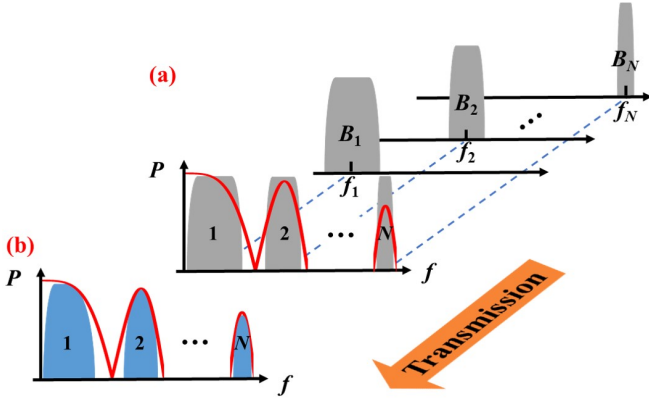 (a)
B_N
B_2
B_1
f_N
f_2
f_1
P
1
2
...
N
f
(b)
P
1
2
...
N
f
...
Transmission